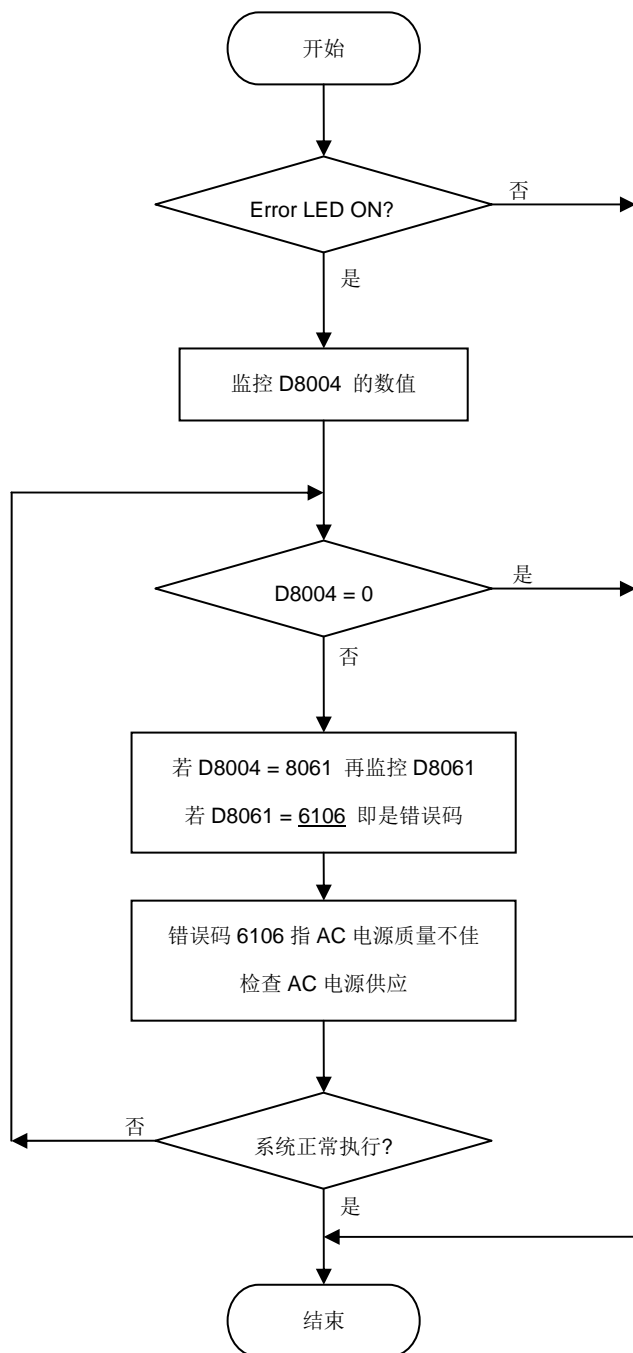 开始
Error LED ON?
否
是
监控 D8004 的数值
D8004 = 0
是
否
若 D8004 = 8061 再监控 D8061
若 D8061 = 6106 即是错误码
错误码 6106 指 AC 电源质量不佳
检查 AC 电源供应
否
系统正常执行?
是
结束